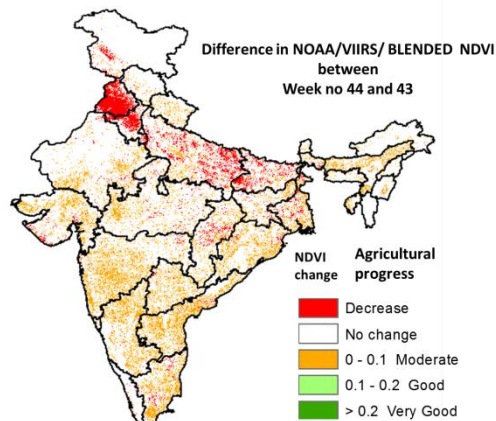 Difference in NOAA/VIIRS/ BLENDED NDVI
between
Week no 44 and 43
NDVI change
Agricultural progress
Decrease
No change
0 - 0.1 Moderate
0.1 - 0.2 Good
> 0.2 Very Good